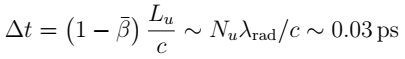 Δt = (1 − β̄) L_u/c ∼ N_u λ_rad/c ∼ 0.03 ps